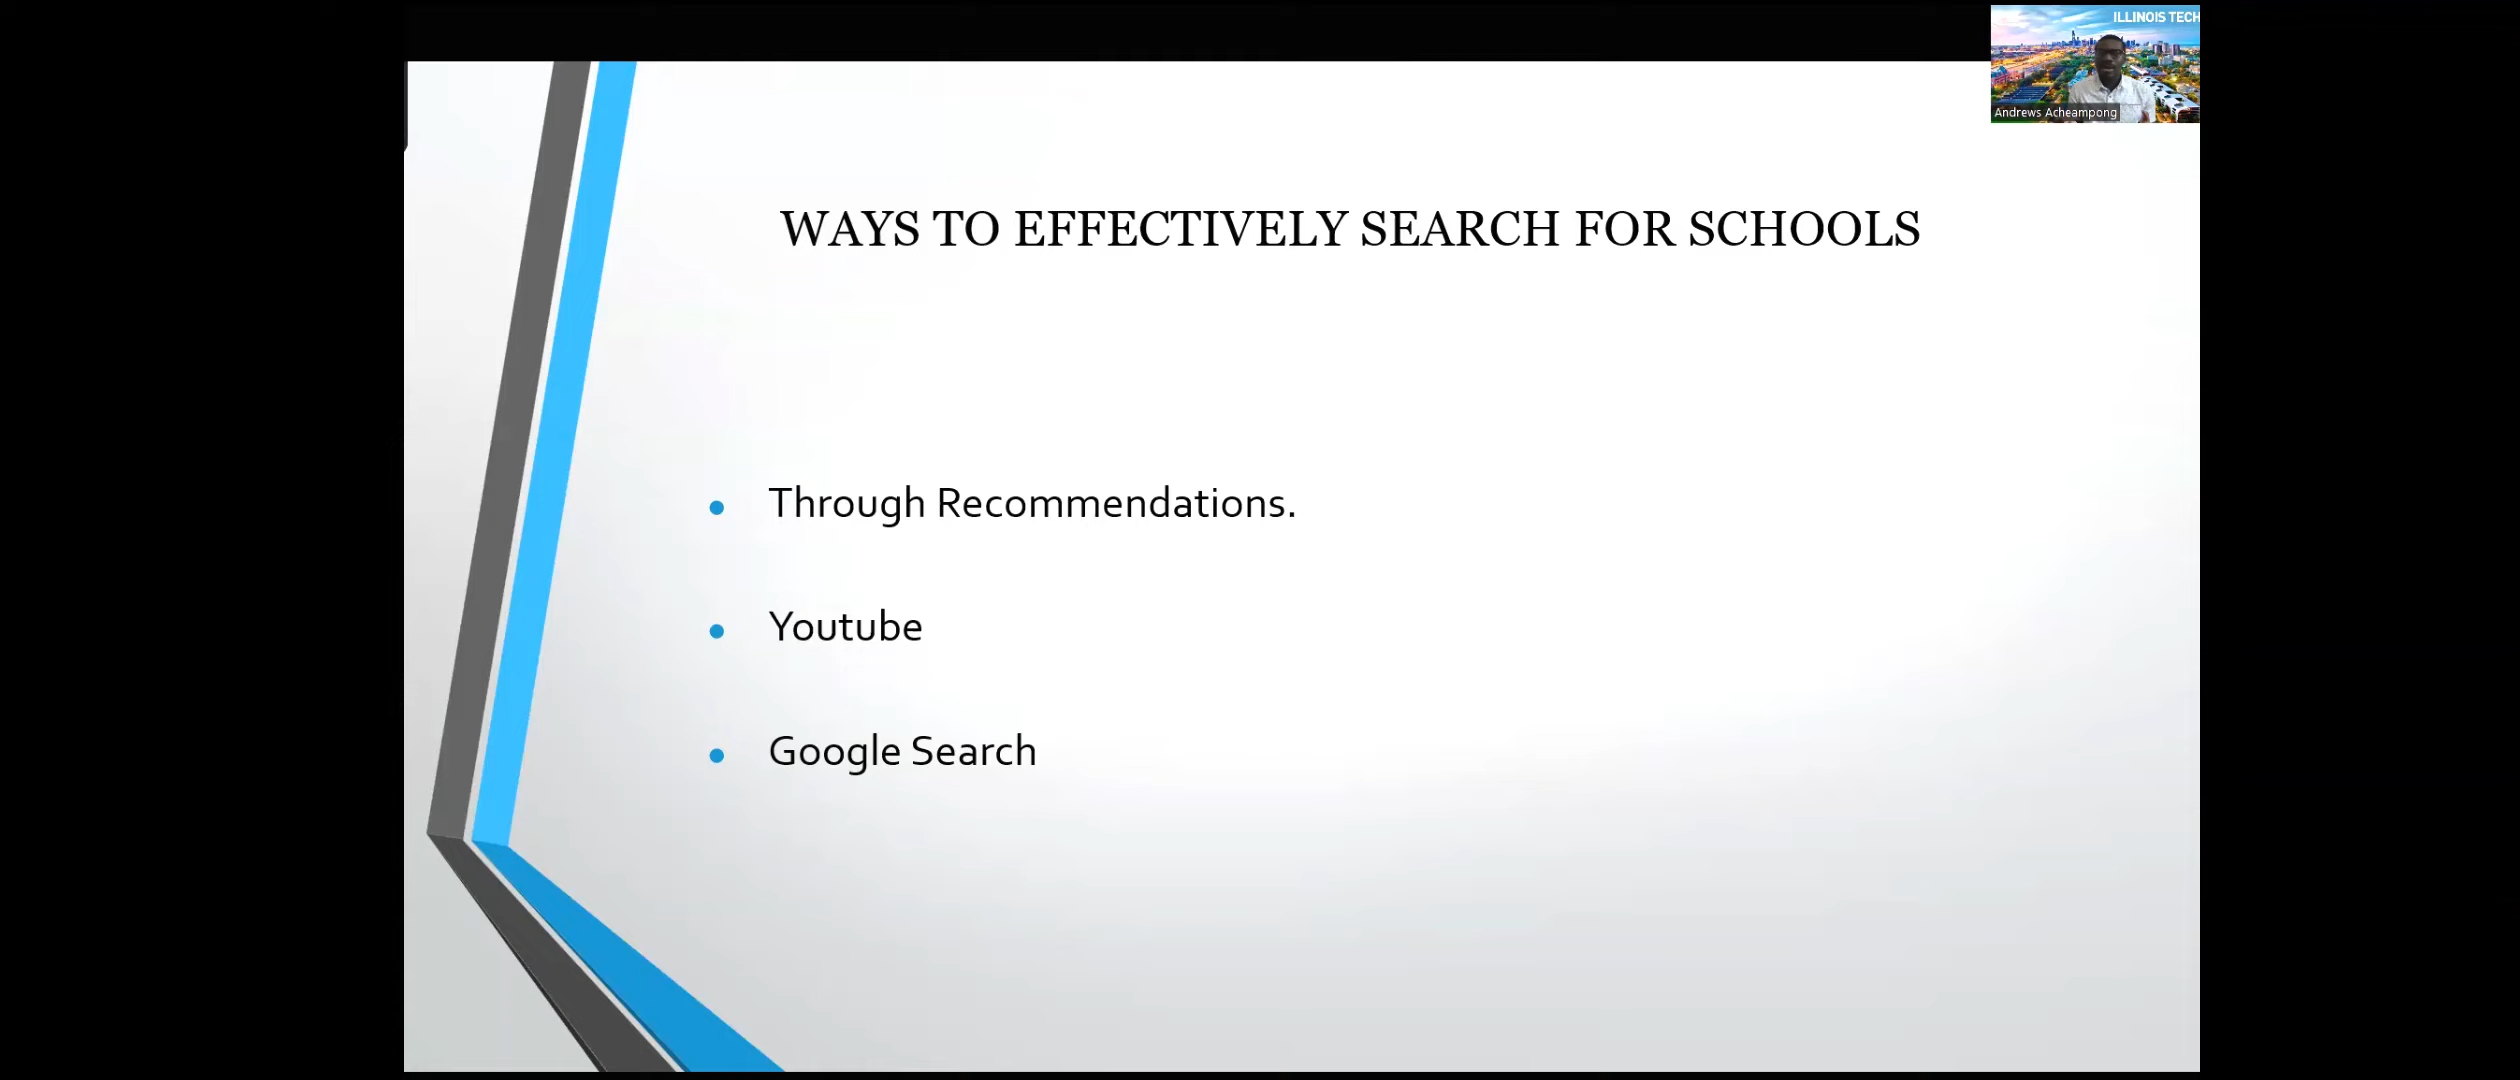 ILLINOIS TECH
Andrews Acheampong
WAYS TO EFFECTIVELY SEARCH FOR SCHOOLS
Through Recommendations.
Youtube
Google Search